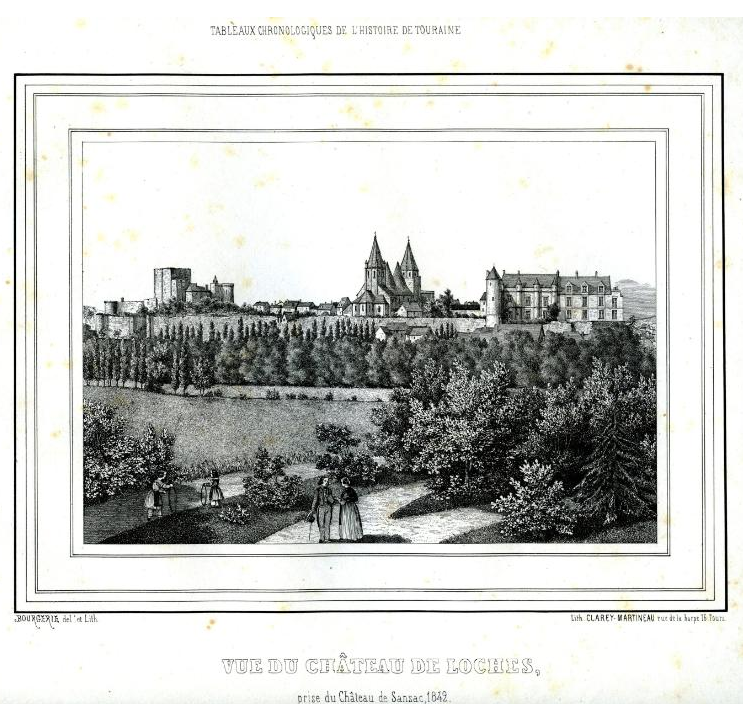 TABLEAUX CHRONOLOGIQUES DE L'HISTOIRE DE TOURAINE
BOURGERIE, del.t et Lith.
Lith. CLAREY-MARTINEAU rue de la harpe 16 Tours.
VUE DU CHÂTEAU DE LOCHES,
prise du Château de Sansac, 1842.